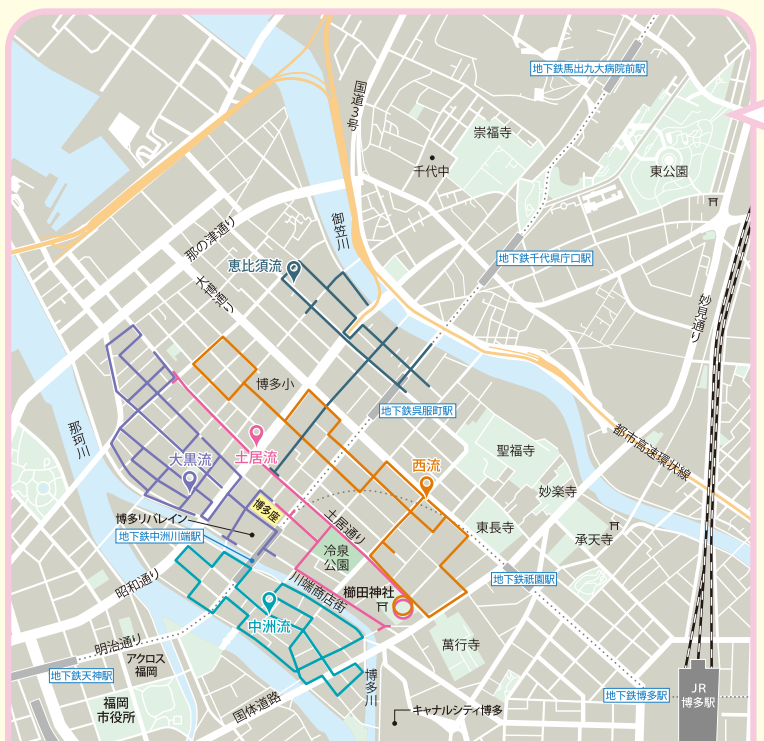 地下鉄馬出九大病院前駅
国道3号
崇福寺
千代中
東公園
御笠川
那の津通り
地下鉄千代県庁口駅
恵比須流
大博通り
妙見通り
博多小
地下鉄呉服町駅
那珂川
都市高速環状線
土居流
大黒流
西流
聖福寺
妙楽寺
博多座
博多リバレイン
土居通り
東長寺
地下鉄中洲川端駅
承天寺
冷泉
公園
昭和通り
川端商店街
地下鉄祇園駅
櫛田神社
中洲流
明治通り
萬行寺
アクロス
福岡
地下鉄天神駅
博多川
地下鉄博多駅
JR
博多駅
福岡
市役所
国体道路
キャナルシティ博多